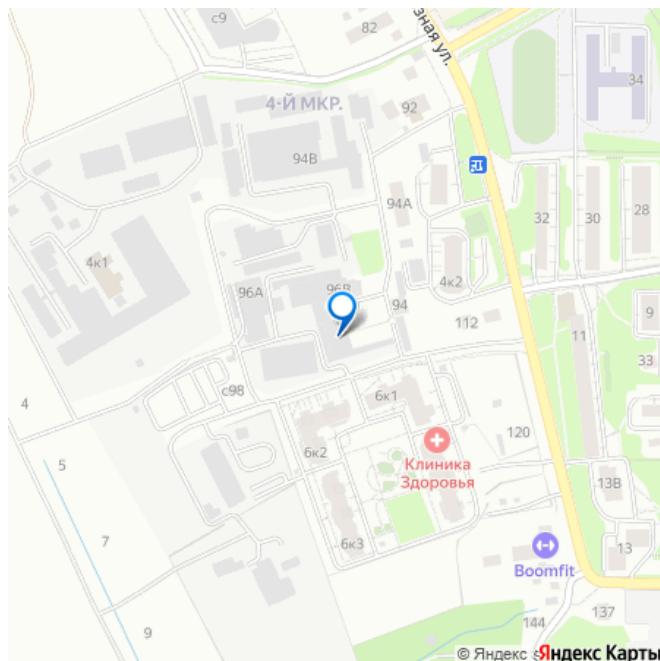 с9
82
зная ул.
34
4-Й МКР.
92
94В
94А
32
30
28
4к1
96А
96В
4к2
94
112
9
11
33
с98
6к1
4
6к2
120
Клиника
Здоровья
5
13В
7
6к3
13
Boomfit
9
144
137
© Яндекс
Яндекс Карты